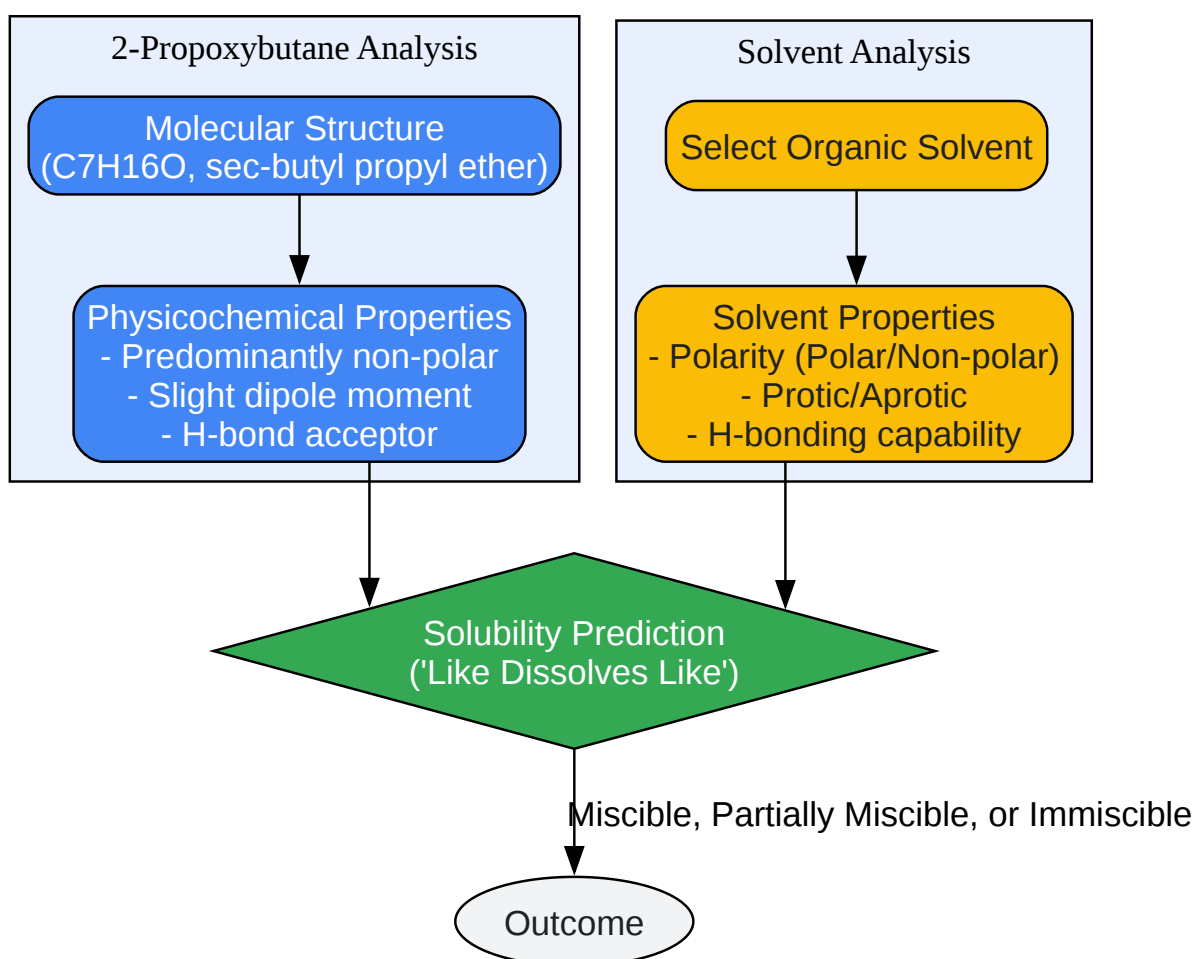 2-Propoxybutane Analysis
Molecular Structure
(C7H16O, sec-butyl propyl ether)
Physicochemical Properties
- Predominantly non-polar
- Slight dipole moment
- H-bond acceptor
Solvent Analysis
Select Organic Solvent
Solvent Properties
- Polarity (Polar/Non-polar)
- Protic/Aprotic
- H-bonding capability
Solubility Prediction
('Like Dissolves Like')
Miscible, Partially Miscible, or Immiscible
Outcome